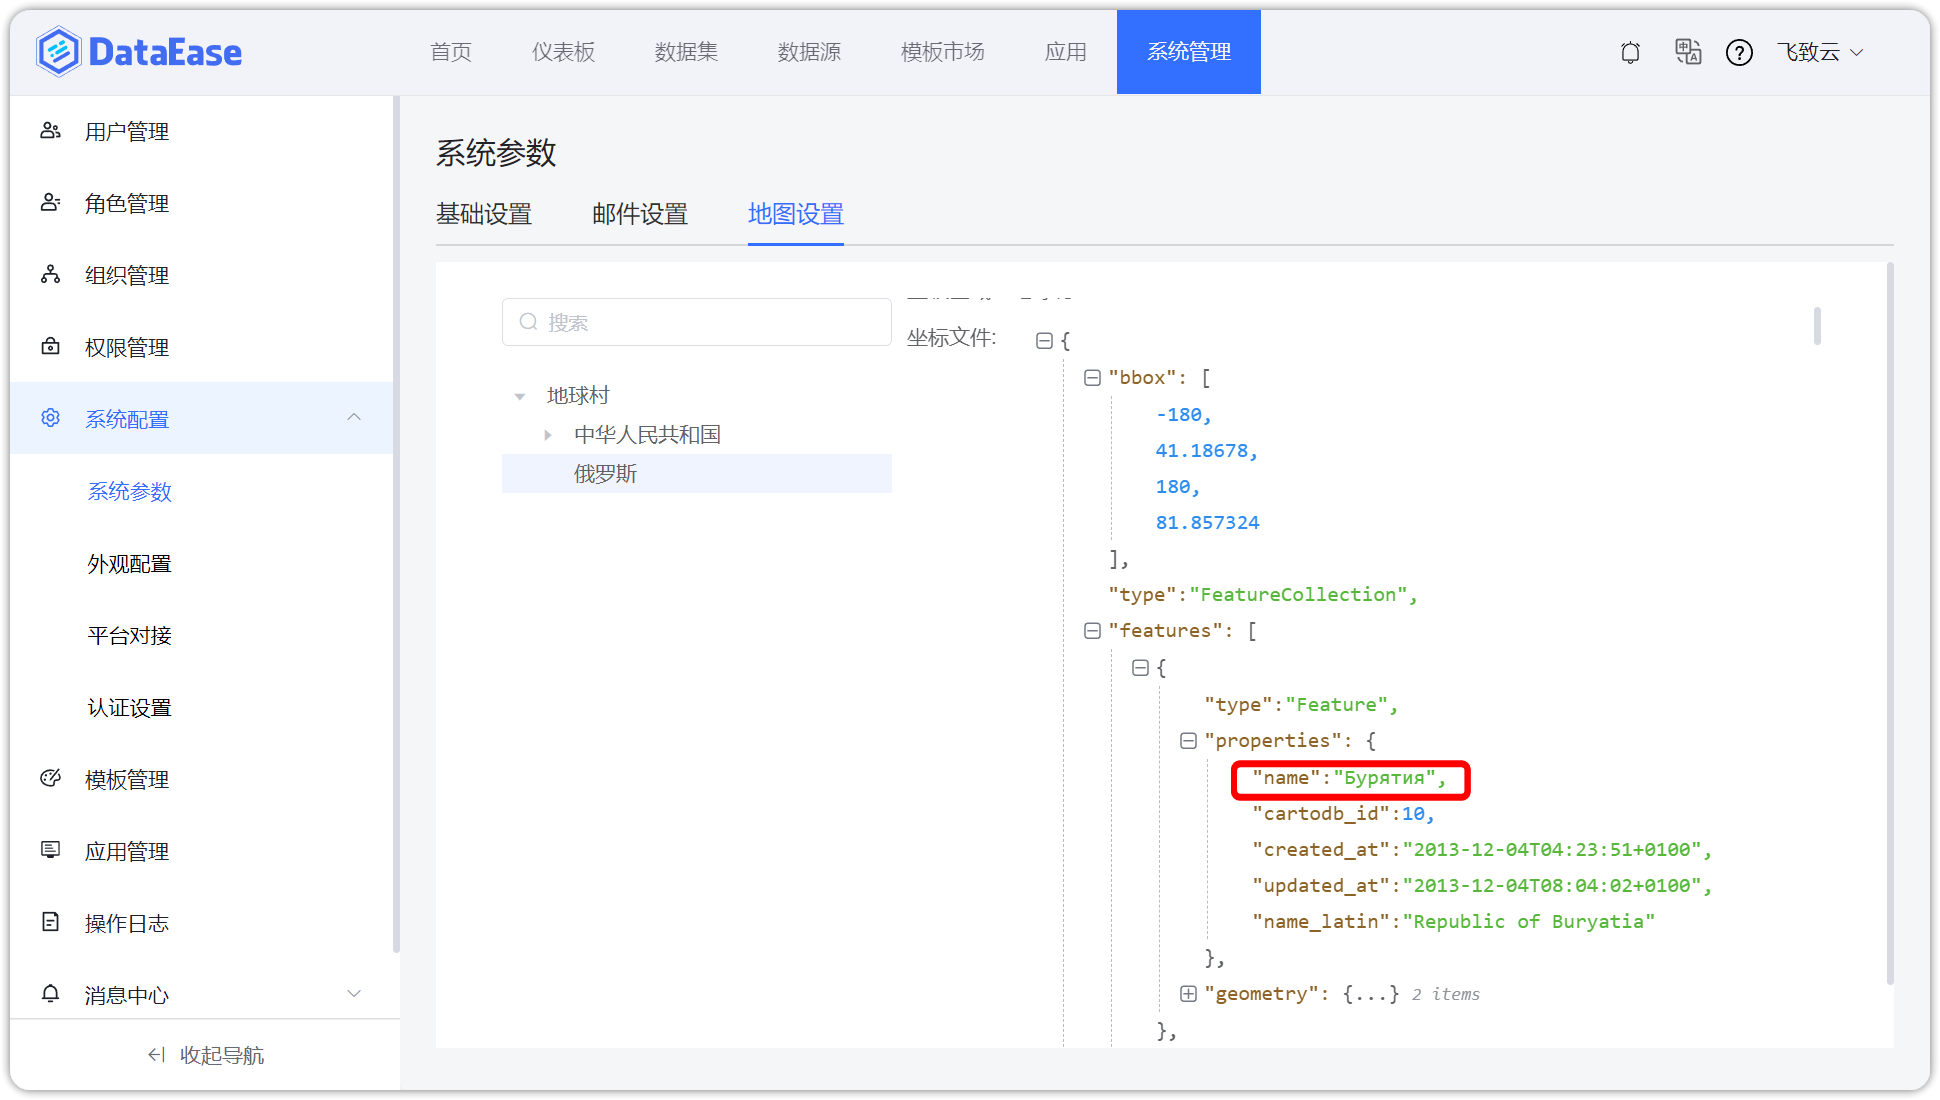 DataEase
首页
仪表板
数据集
数据源
模板市场
应用
系统管理
飞致云
用户管理
角色管理
组织管理
权限管理
系统配置
系统参数
外观配置
平台对接
认证设置
模板管理
应用管理
操作日志
消息中心
收起导航
系统参数
基础设置
邮件设置
地图设置
搜索
地球村
中华人民共和国
俄罗斯
坐标文件:
{
"bbox": [
-180,
41.18678,
180,
81.857324
],
"type":"FeatureCollection",
"features": [
{
"type":"Feature",
"properties": {
"name":"Бурятия",
"cartodb_id":10,
"created_at":"2013-12-04T04:23:51+0100",
"updated_at":"2013-12-04T08:04:02+0100",
"name_latin":"Republic of Buryatia"
},
"geometry": {...} 2 items
},